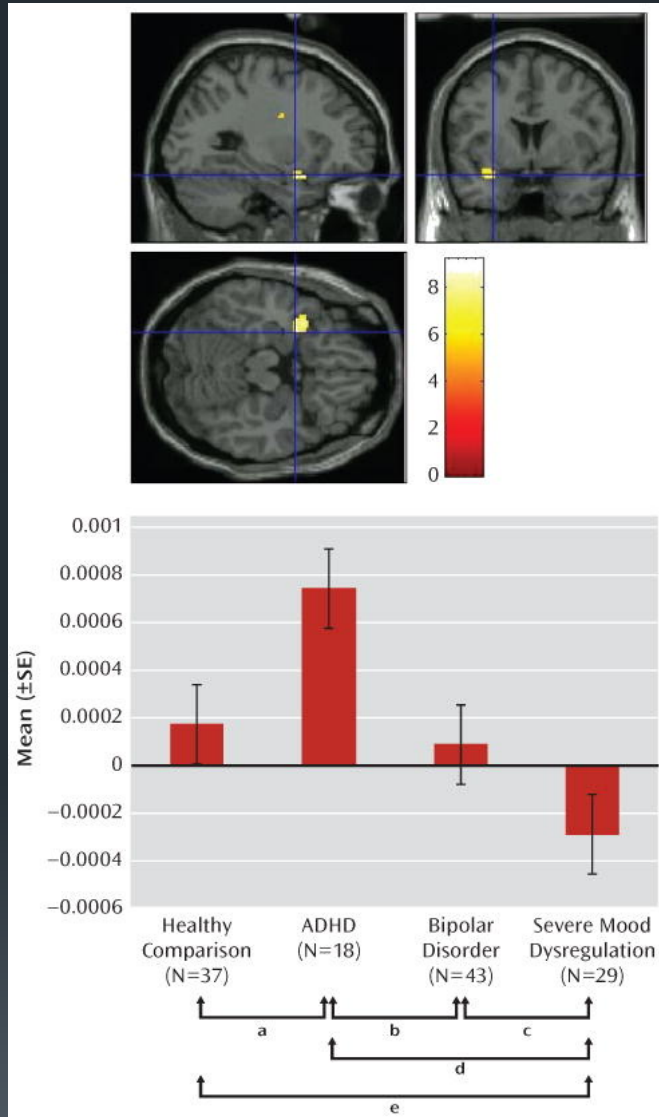 8
6
4
2
0
0.001
0.0008
0.0006
0.0004
0.0002
0
−0.0002
−0.0004
−0.0006
Mean (±SE)
Healthy
Comparison
(N=37)
ADHD
(N=18)
Bipolar
Disorder
(N=43)
Severe Mood
Dysregulation
(N=29)
a
b
c
d
e